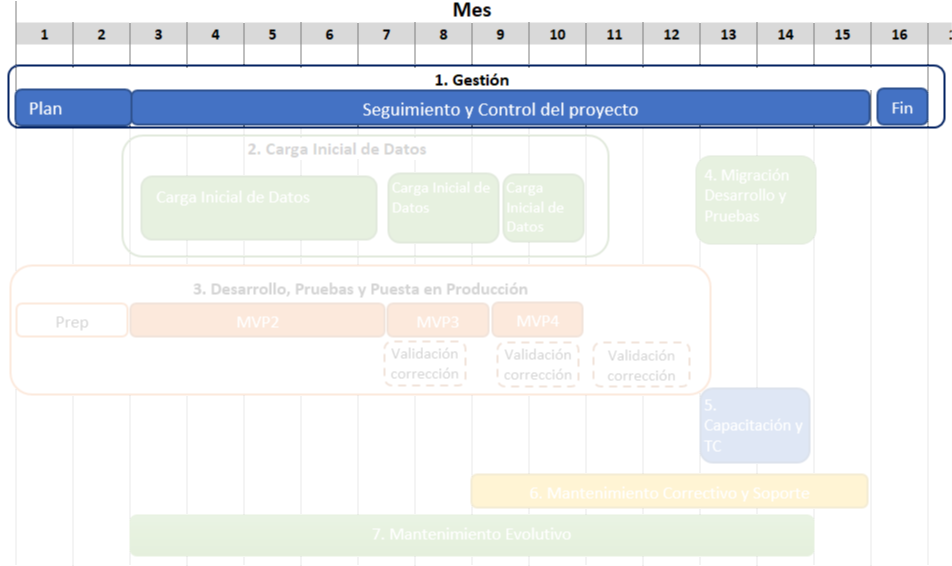 Mes
1 2 3 4 5 6 7 8 9 10 11 12 13 14 15 16
1. Gestión
Plan Seguimiento y Control del proyecto Fin
2. Carga Inicial de Datos
Carga Inicial de Datos
Carga Inicial de
Datos
Carga
Inicial de
Datos
4. Migración
Desarrollo y
Pruebas
3. Desarrollo, Pruebas y Puesta en Producción
Prep MVP2 MVP3 MVP4
Validación
corrección
Validación
corrección
Validación
corrección
5.
Capacitación y
TC
6. Mantenimiento Correctivo y Soporte
7. Mantenimiento Evolutivo